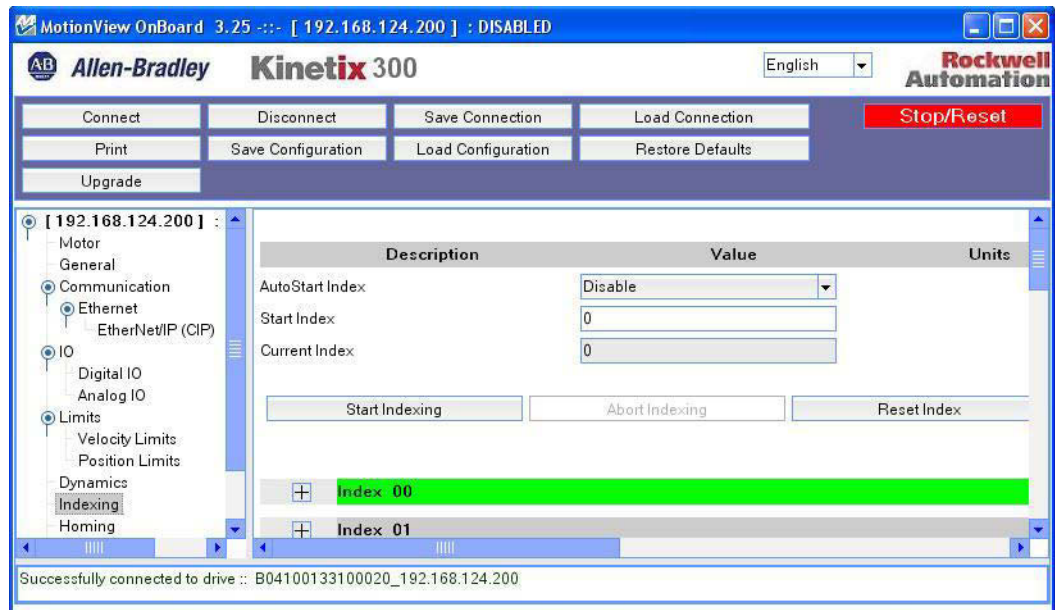 MotionView OnBoard 3.25 -::- [ 192.168.124.200 ] : DISABLED
AB Allen-Bradley Kinetix 300 English Rockwell Automation
Connect Disconnect Save Connection Load Connection Stop/Reset
Print Save Configuration Load Configuration Restore Defaults
Upgrade
[ 192.168.124.200 ] :
Motor
General
Communication
Ethernet
EtherNet/IP (CIP)
IO
Digital IO
Analog IO
Limits
Velocity Limits
Position Limits
Dynamics
Indexing
Homing
Description Value Units
AutoStart Index Disable
Start Index 0
Current Index 0
Start Indexing Abort Indexing Reset Index
Index 00
Index 01
Successfully connected to drive :: B04100133100020_192.168.124.200